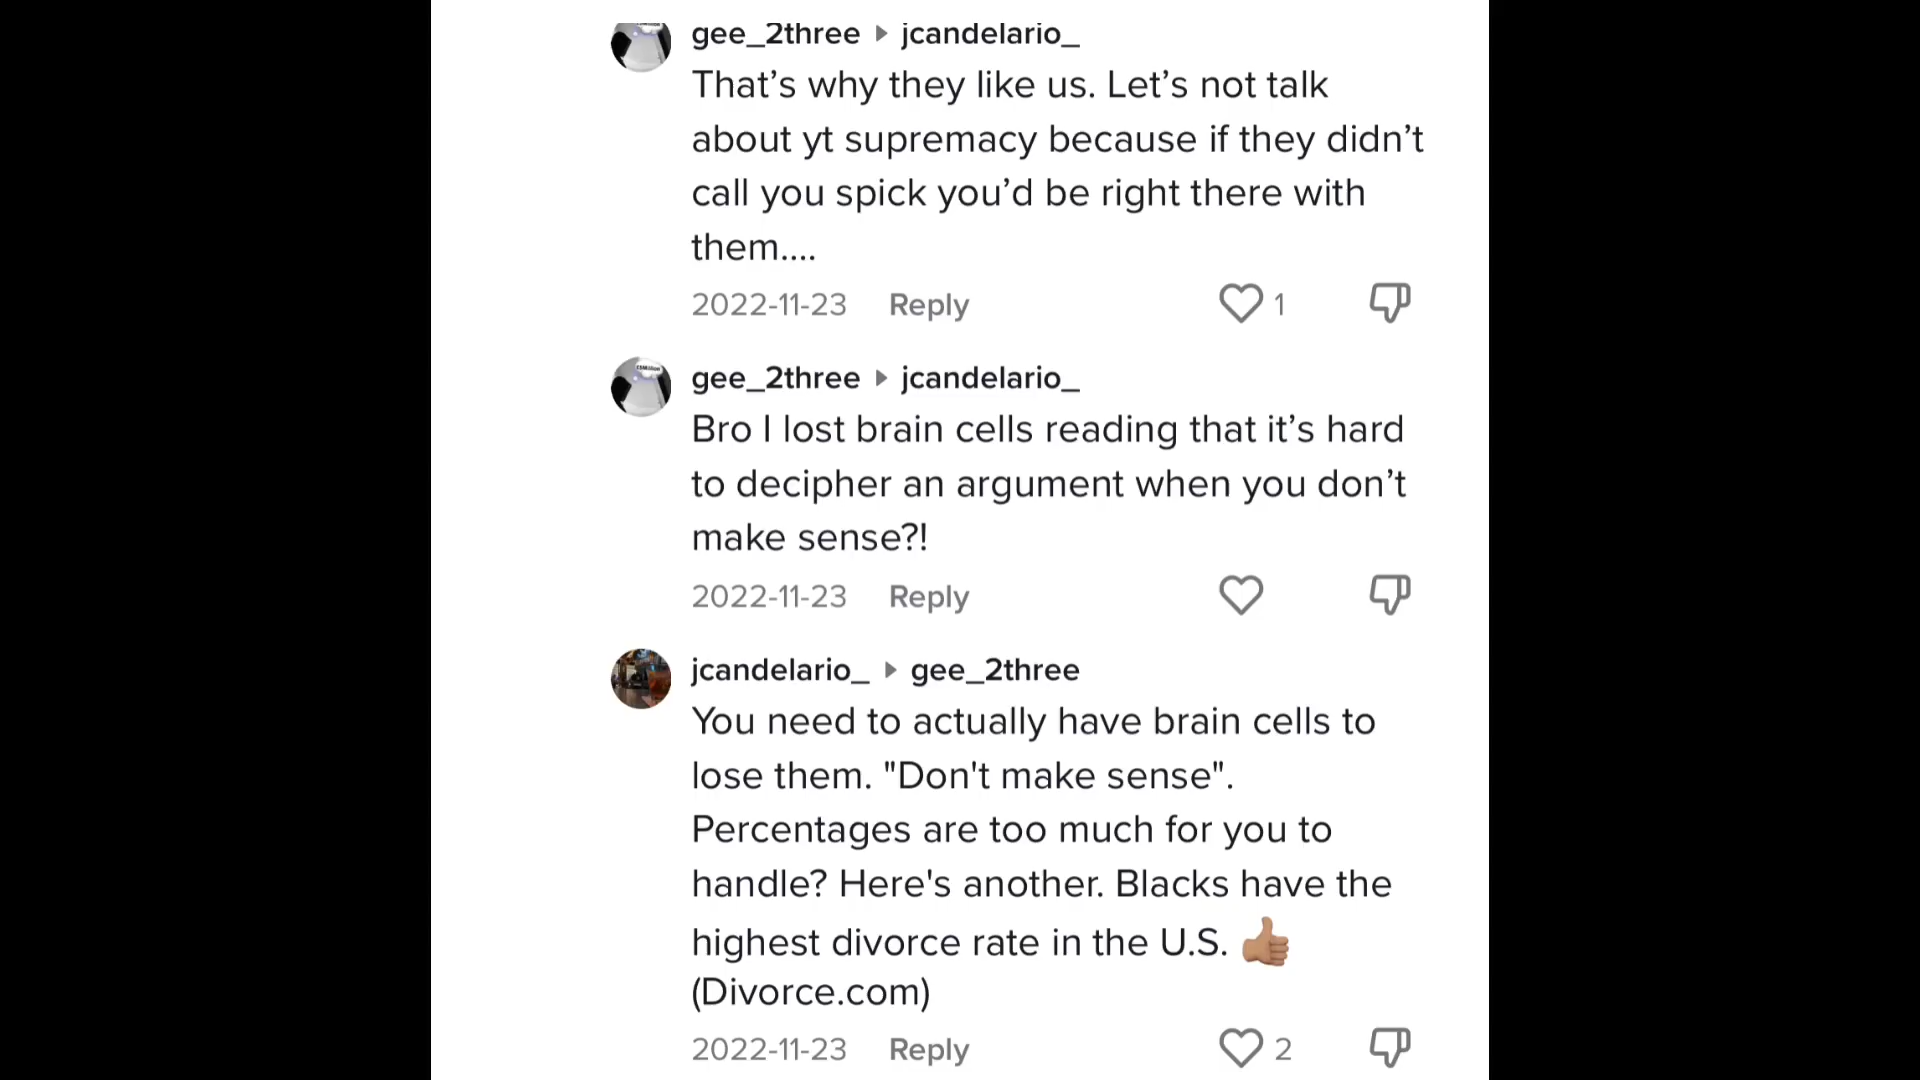 gee_2three ▸ jcandelario_
That’s why they like us. Let’s not talk
about yt supremacy because if they didn’t
call you spick you’d be right there with
them....
2022-11-23 Reply 1
gee_2three ▸ jcandelario_
Bro I lost brain cells reading that it’s hard
to decipher an argument when you don’t
make sense?!
2022-11-23 Reply
jcandelario_ ▸ gee_2three
You need to actually have brain cells to
lose them. "Don't make sense".
Percentages are too much for you to
handle? Here's another. Blacks have the
highest divorce rate in the U.S. 👍🏽
(Divorce.com)
2022-11-23 Reply 2